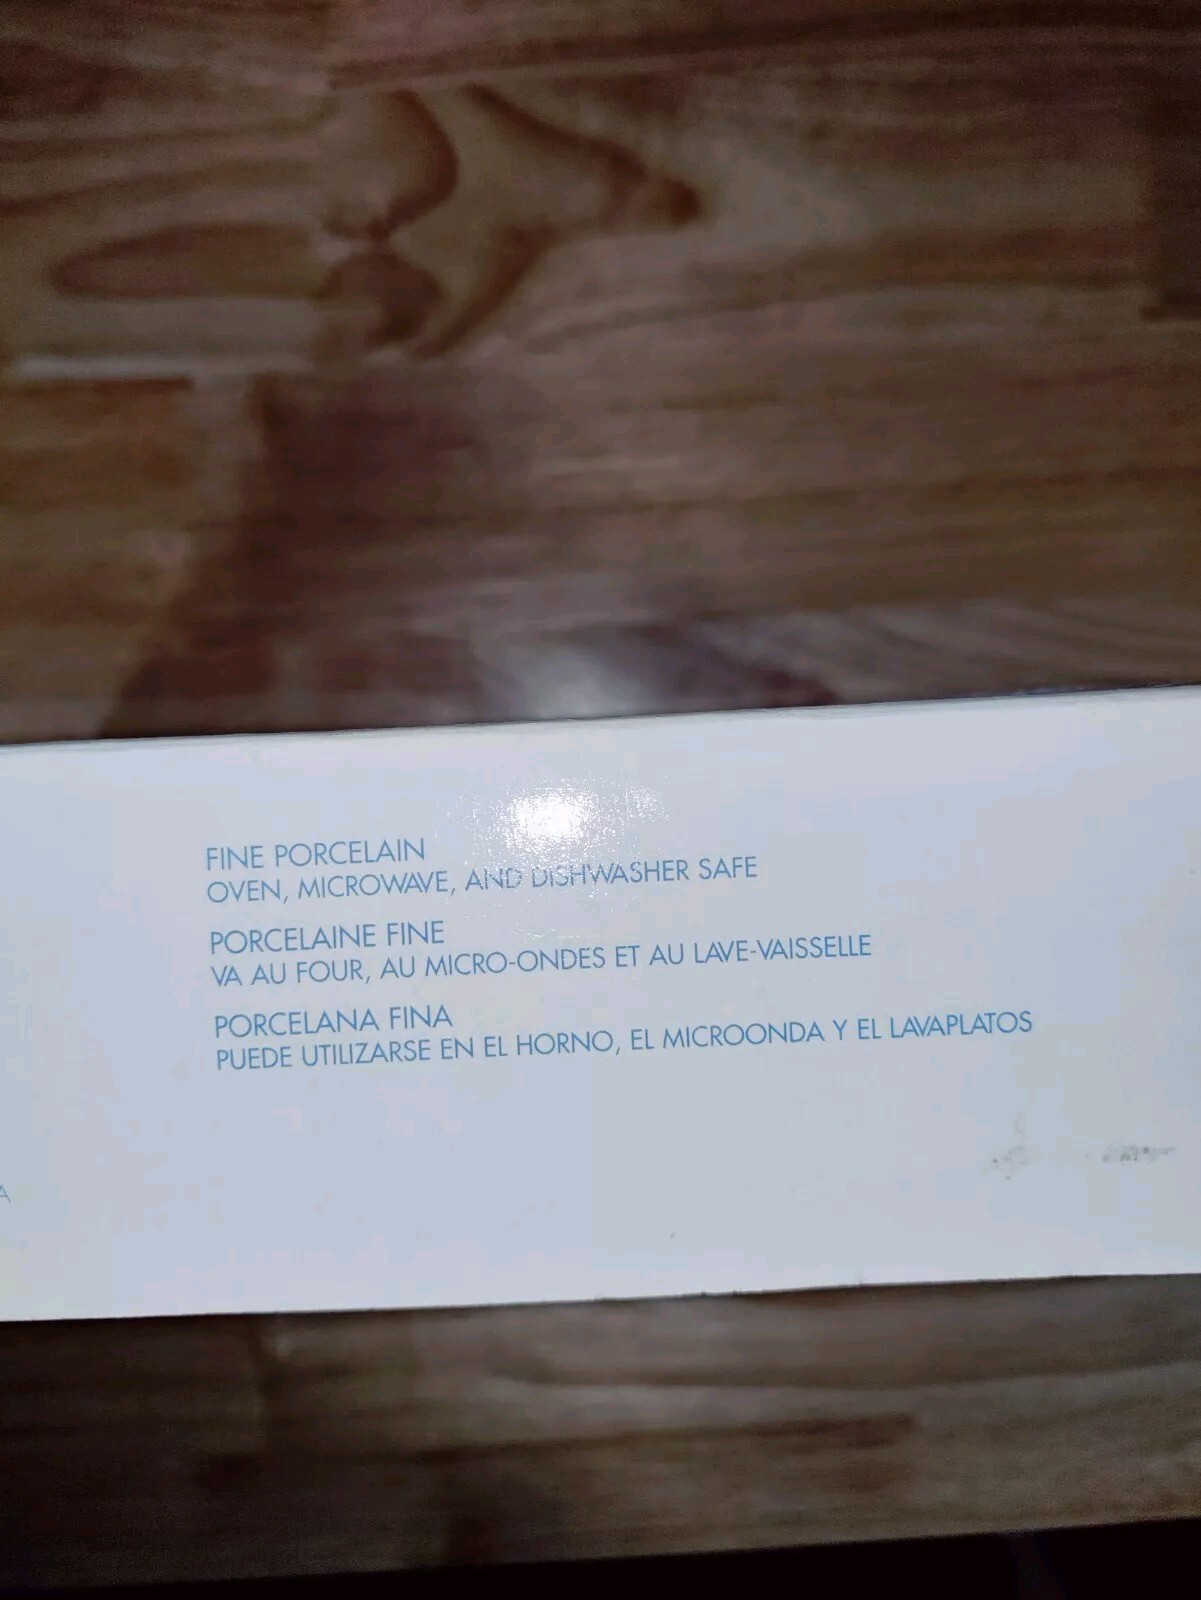 FINE PORCELAIN
OVEN, MICROWAVE, AND DISHWASHER SAFE
PORCELAINE FINE
VA AU FOUR, AU MICRO-ONDES ET AU LAVE-VAISSELLE
PORCELANA FINA
PUEDE UTILIZARSE EN EL HORNO, EL MICROONDA Y EL LAVAPLATOS